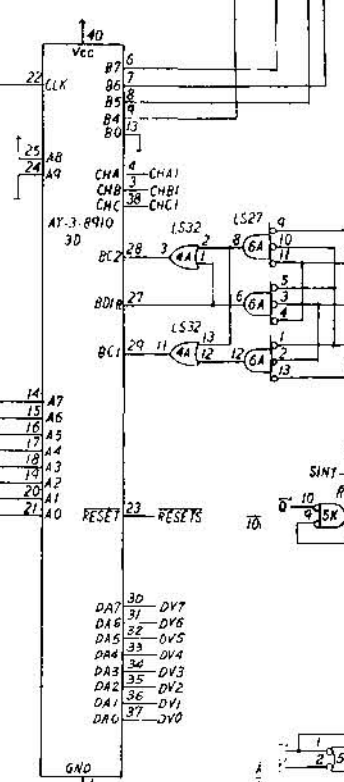 40
Vcc
22 CLK
B7 6
B6 7
B5 8
B4 9
B0 13
25 A8
24 A9
CHA 4 CHA1
CHB 3 CHB1
CHC 38 CHC1
AY-3-8910
3D
LS32 LS27
BC2 28 3 4A 2 1 8 6A 9 10 11
BDIR 27 6 6A 5 3 4
LS32
BC1 29 11 4A 13 12 12 6A 1 2 13
14 A7
15 A6
16 A5
17 A4
18 A3
19 A2
20 A1
21 A0
SINT-
RESET 23 RESETS
10 9 5K
DA7 30 DV7
DA6 31 DV6
DA5 32 DV5
DA4 33 DV4
DA3 34 DV3
DA2 35 DV2
DA1 36 DV1
DA0 37 DV0
1
2 5
GND